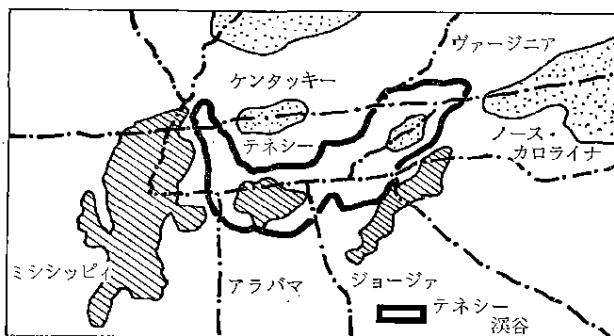 ヴァージニア
ケンタッキー
テネシー
ノース・
カロライナ
ミシシッピィ
アラバマ
ジョージァ
テネシー
渓谷